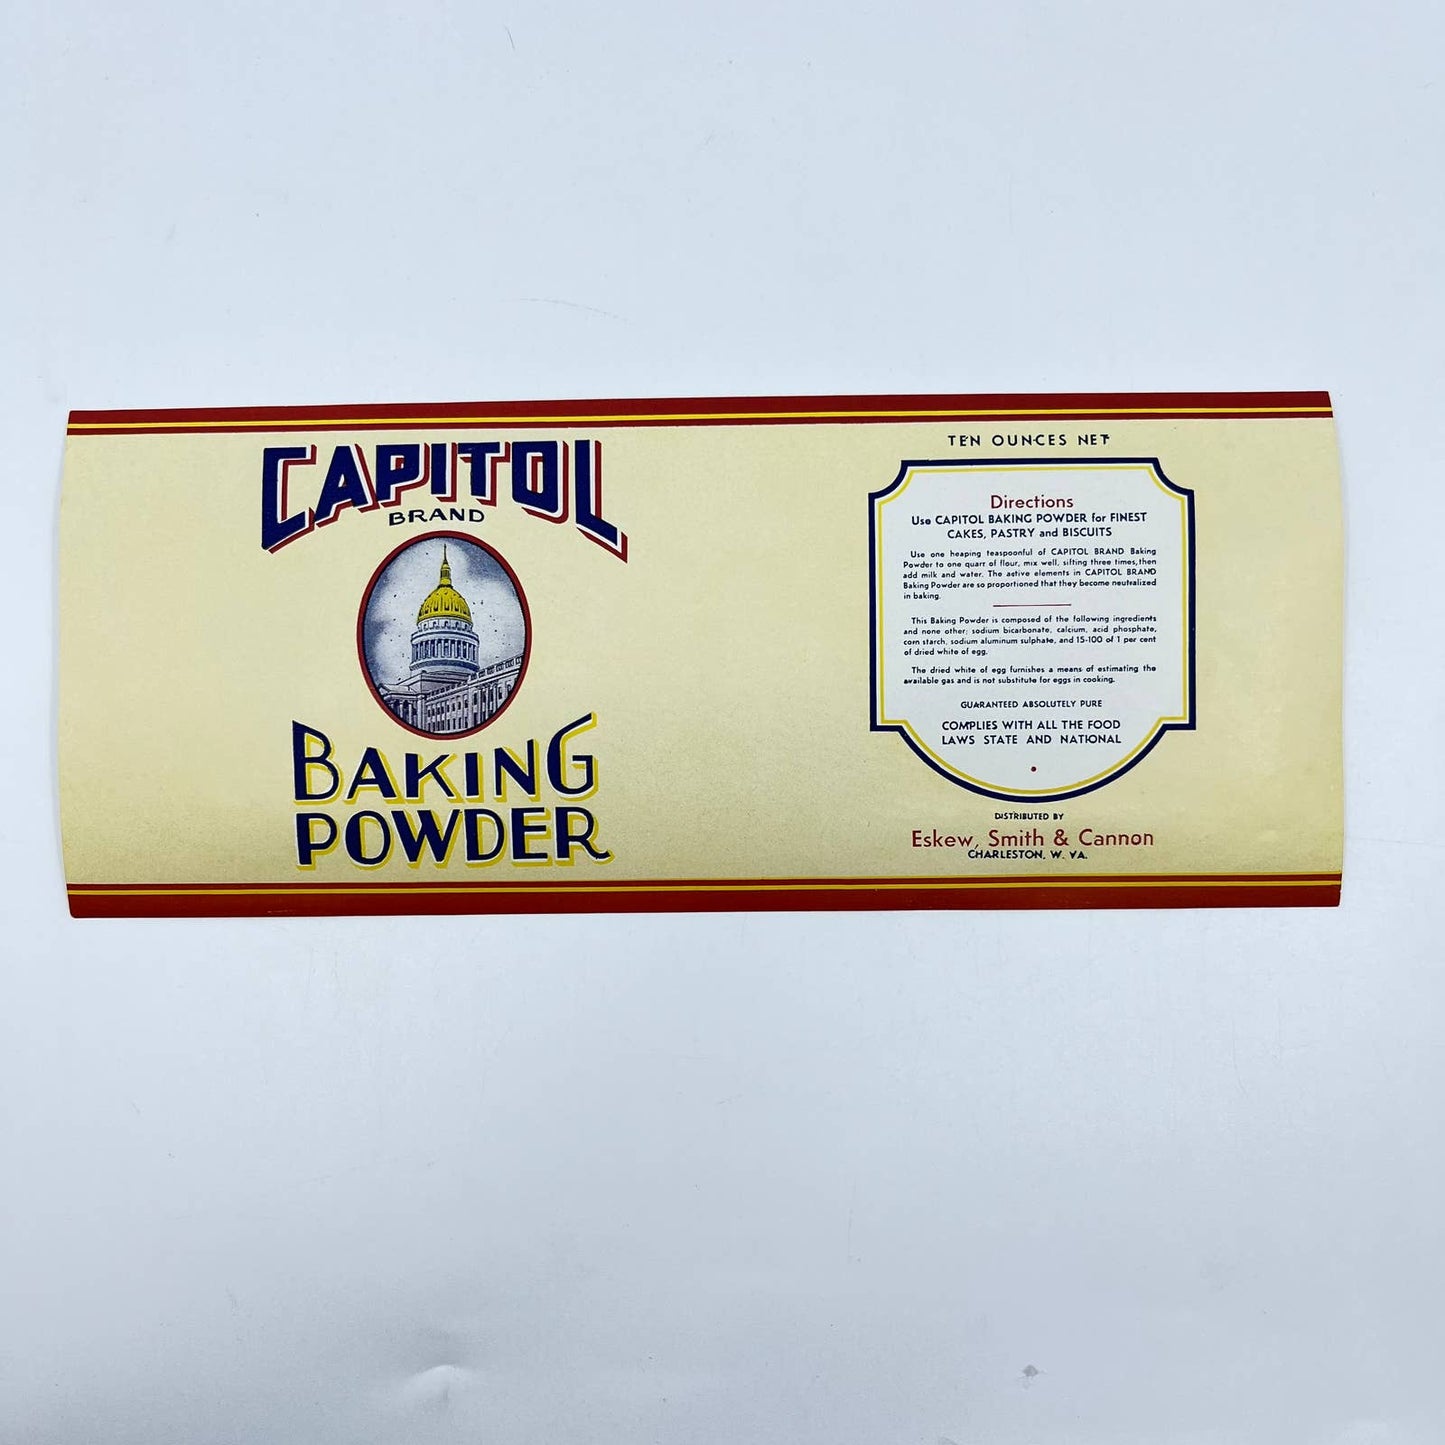 CAPITOL
BRAND
BAKING
POWDER
TEN OUNCES NET
Directions
Use CAPITOL BAKING POWDER for FINEST
CAKES, PASTRY and BISCUITS
Use one heaping teaspoonful of CAPITOL BRAND Baking
Powder to one quart of flour, mix well, sifting three times, then
add milk and water. The active elements in CAPITOL BRAND
Baking Powder are so proportioned that they become neutralized
in baking.
This Baking Powder is composed of the following ingredients
and none other; sodium bicarbonate, calcium, acid phosphate,
corn starch, sodium aluminum sulphate, and 15-100 of 1 per cent
of dried white of egg.
The dried white of egg furnishes a means of estimating the
available gas and is not substitute for eggs in cooking.
GUARANTEED ABSOLUTELY PURE
COMPLIES WITH ALL THE FOOD
LAWS STATE AND NATIONAL
DISTRIBUTED BY
Eskew, Smith & Cannon
CHARLESTON, W. VA.